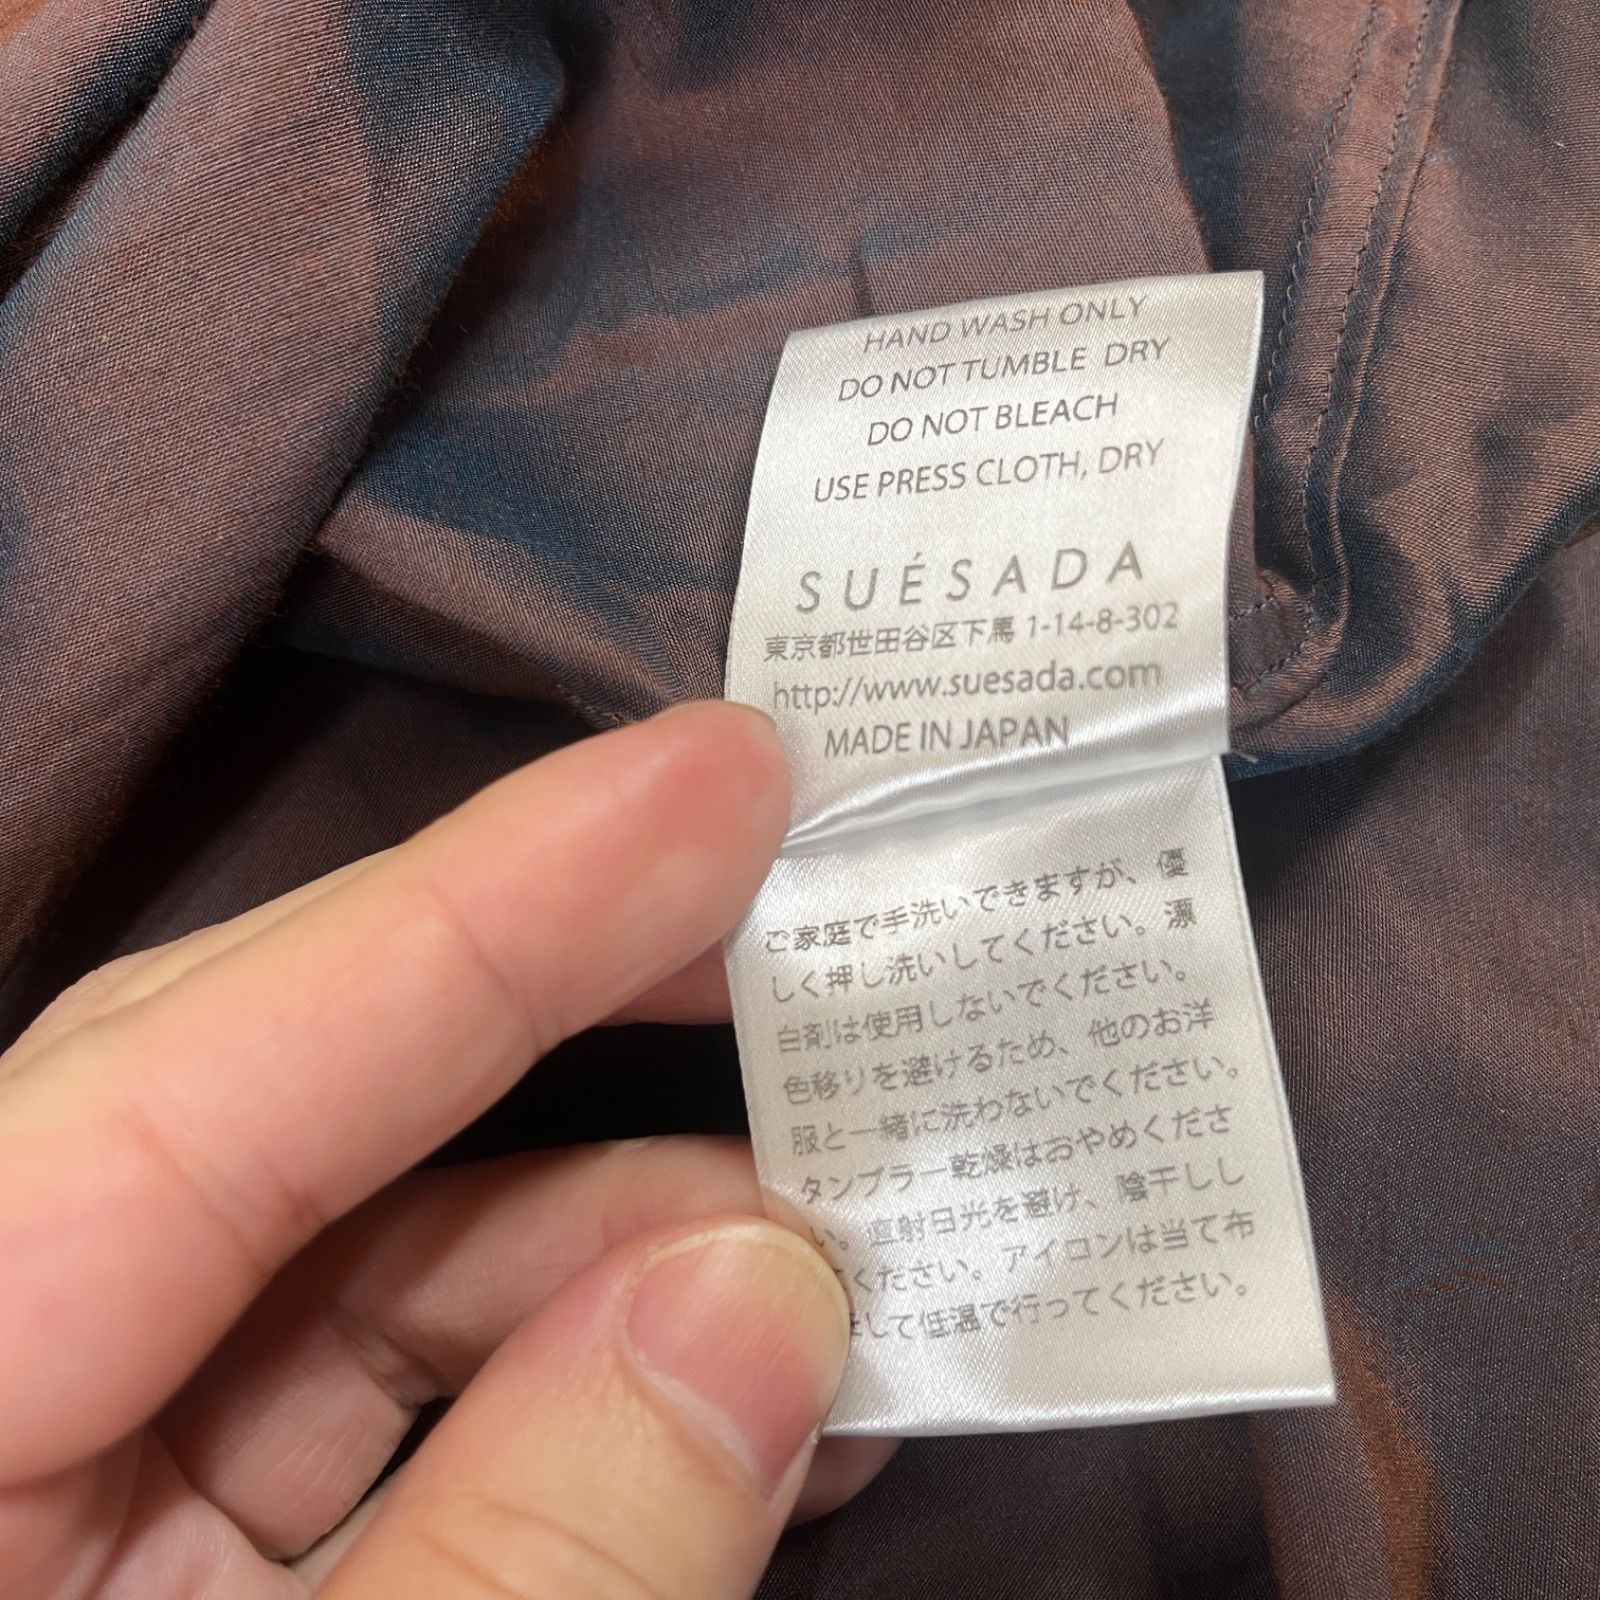 HAND WASH ONLY
DO NOT TUMBLE DRY
DO NOT BLEACH
USE PRESS CLOTH, DRY
SUÉSADA
東京都世田谷区下馬 1-14-8-302
http://www.suesada.com
MADE IN JAPAN
ご家庭で手洗いできますが、優
しく押し洗いしてください。漂
白剤は使用しないでください。
色移りを避けるため、他のお洋
服と一緒に洗わないでください。
タンブラー乾燥はおやめくださ
い。直射日光を避け、陰干しし
てください。アイロンは当て布
をして低温で行ってください。